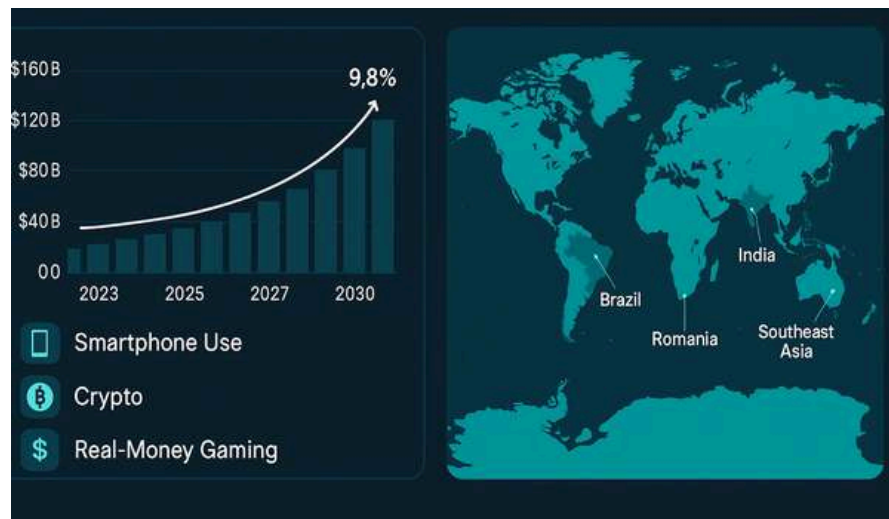 $160B
9,8%
$120B
$80B
$40B
00
2023 2025 2027 2030
Smartphone Use
Crypto
Real-Money Gaming
India
Brazil
Romania
Southeast
Asia